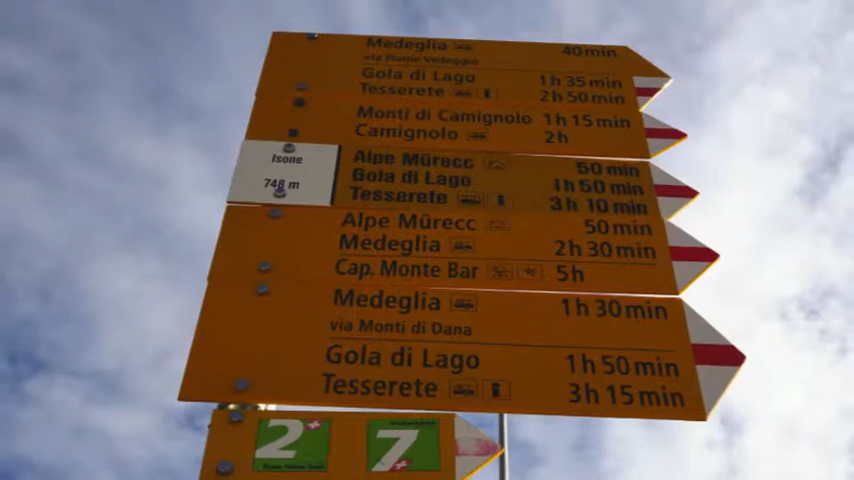 Medeglia 40 min
via Fiume Vedeggio
Gola di Lago 1 h 35 min
Tesserete 2 h 50 min
Monti di Camignolo 1 h 15 min
Camignolo 2 h
Isone
748 m
Alpe Mürecc 50 min
Gola di Lago 1 h 50 min
Tesserete 3 h 10 min
Alpe Mürecc 50 min
Medeglia 2 h 30 min
Cap. Monte Bar 5 h
Medeglia 1 h 30 min
via Monti di Dana
Gola di Lago 1 h 50 min
Tesserete 3 h 15 min
2 7